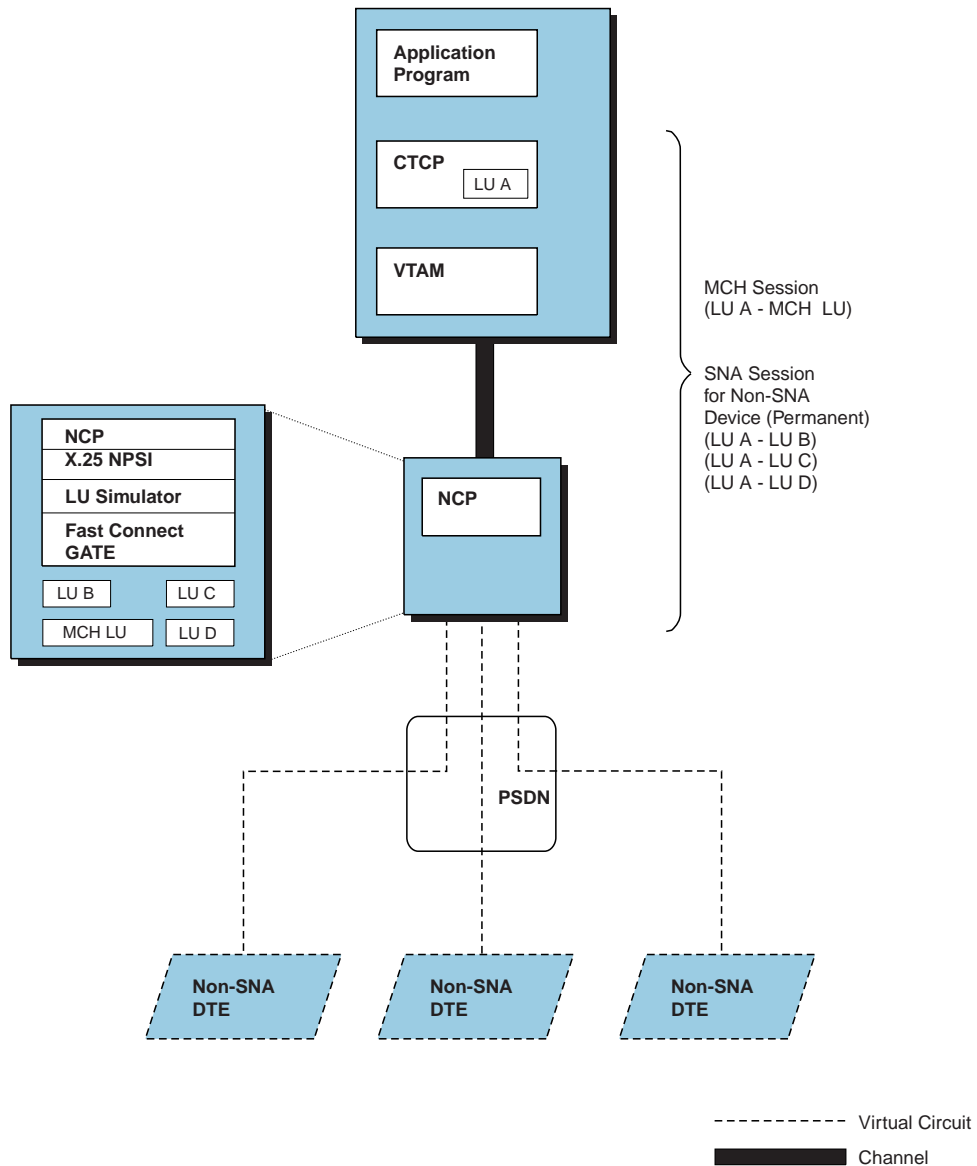 Application
Program
CTCP
LU A
VTAM
MCH Session
(LU A - MCH LU)
SNA Session
for Non-SNA
Device (Permanent)
(LU A - LU B)
(LU A - LU C)
(LU A - LU D)
NCP
X.25 NPSI
LU Simulator
Fast Connect
GATE
LU B
LU C
MCH LU
LU D
NCP
PSDN
Non-SNA
DTE
Non-SNA
DTE
Non-SNA
DTE
Virtual Circuit
Channel